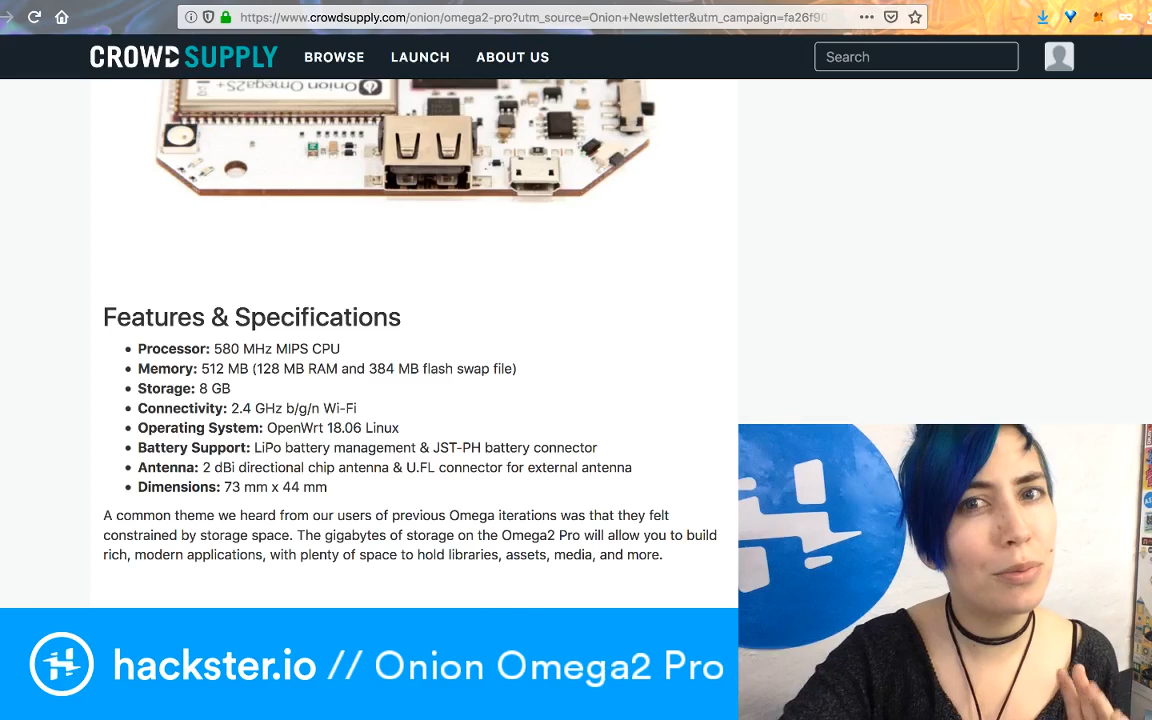 https://www.crowdsupply.com/onion/omega2-pro?utm_source=Onion+Newsletter&utm_campaign=fa26f90
CROWD SUPPLY BROWSE LAUNCH ABOUT US Search
Onion Omega2S+
Features & Specifications
• Processor: 580 MHz MIPS CPU
• Memory: 512 MB (128 MB RAM and 384 MB flash swap file)
• Storage: 8 GB
• Connectivity: 2.4 GHz b/g/n Wi-Fi
• Operating System: OpenWrt 18.06 Linux
• Battery Support: LiPo battery management & JST-PH battery connector
• Antenna: 2 dBi directional chip antenna & U.FL connector for external antenna
• Dimensions: 73 mm x 44 mm
A common theme we heard from our users of previous Omega iterations was that they felt
constrained by storage space. The gigabytes of storage on the Omega2 Pro will allow you to build
rich, modern applications, with plenty of space to hold libraries, assets, media, and more.
hackster.io // Onion Omega2 Pro